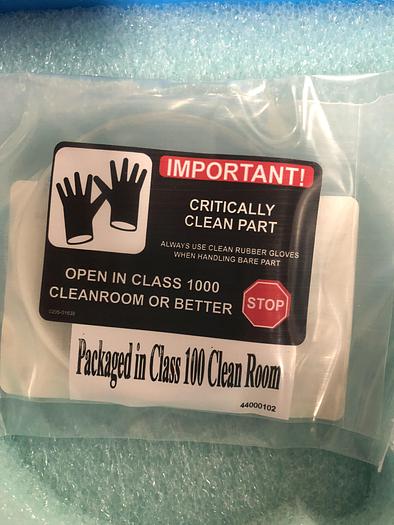 IMPORTANT!
CRITICALLY
CLEAN PART
ALWAYS USE CLEAN RUBBER GLOVES
WHEN HANDLING BARE PART
OPEN IN CLASS 1000
CLEANROOM OR BETTER
STOP
Packaged in Class 100 Clean Room
44000102